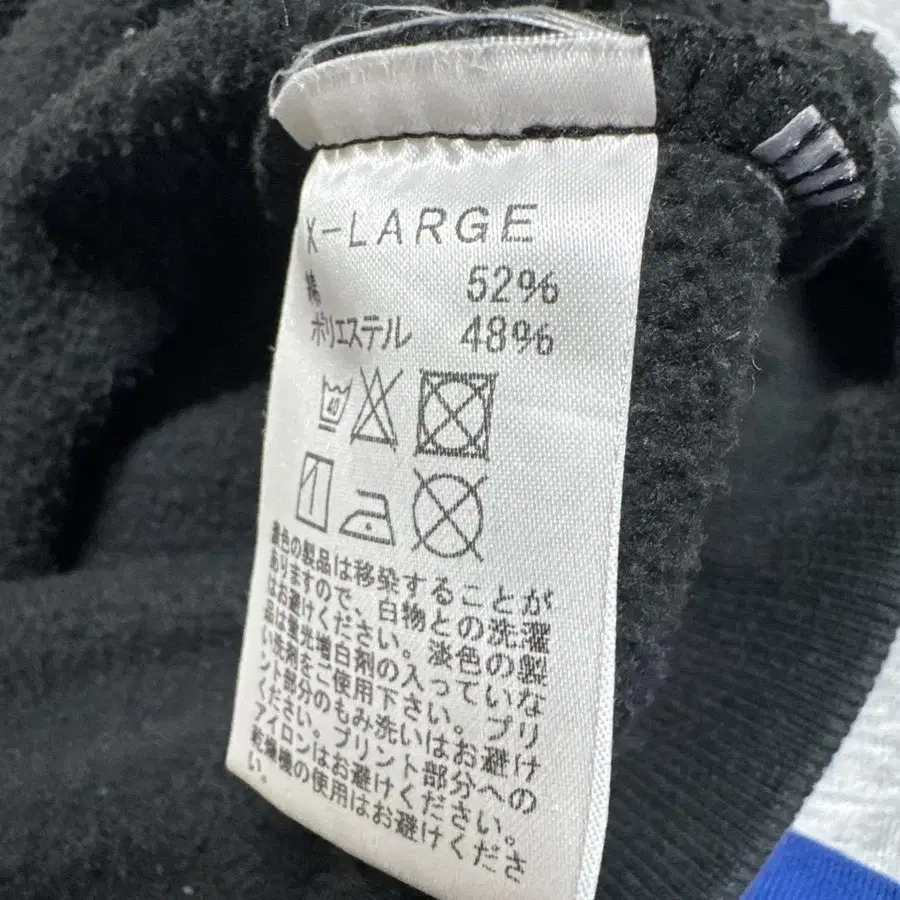 X-LARGE
綿 52%
ポリエステル 48%
40
濃色の製品は移染することが
ありますので、白物との洗濯
はお避けください。淡色の製
品は蛍光増白剤の入っていな
い洗剤をご使用下さい。プリ
ント部分のもみ洗いはお避け
ください。プリント部分への
アイロンはお避けください。
乾燥機の使用はお避けくださ
い。